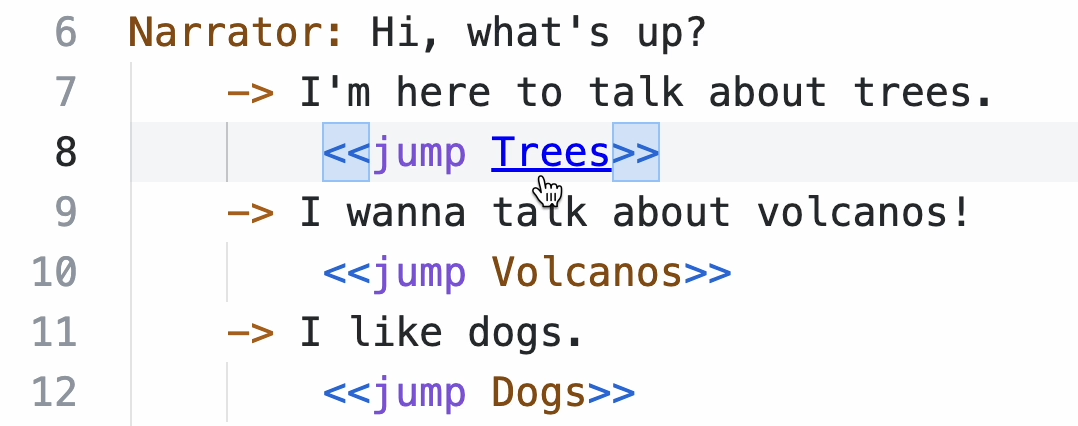 6 Narrator: Hi, what's up?
7 -> I'm here to talk about trees.
8 <<jump Trees>>
9 -> I wanna talk about volcanos!
10 <<jump Volcanos>>
11 -> I like dogs.
12 <<jump Dogs>>